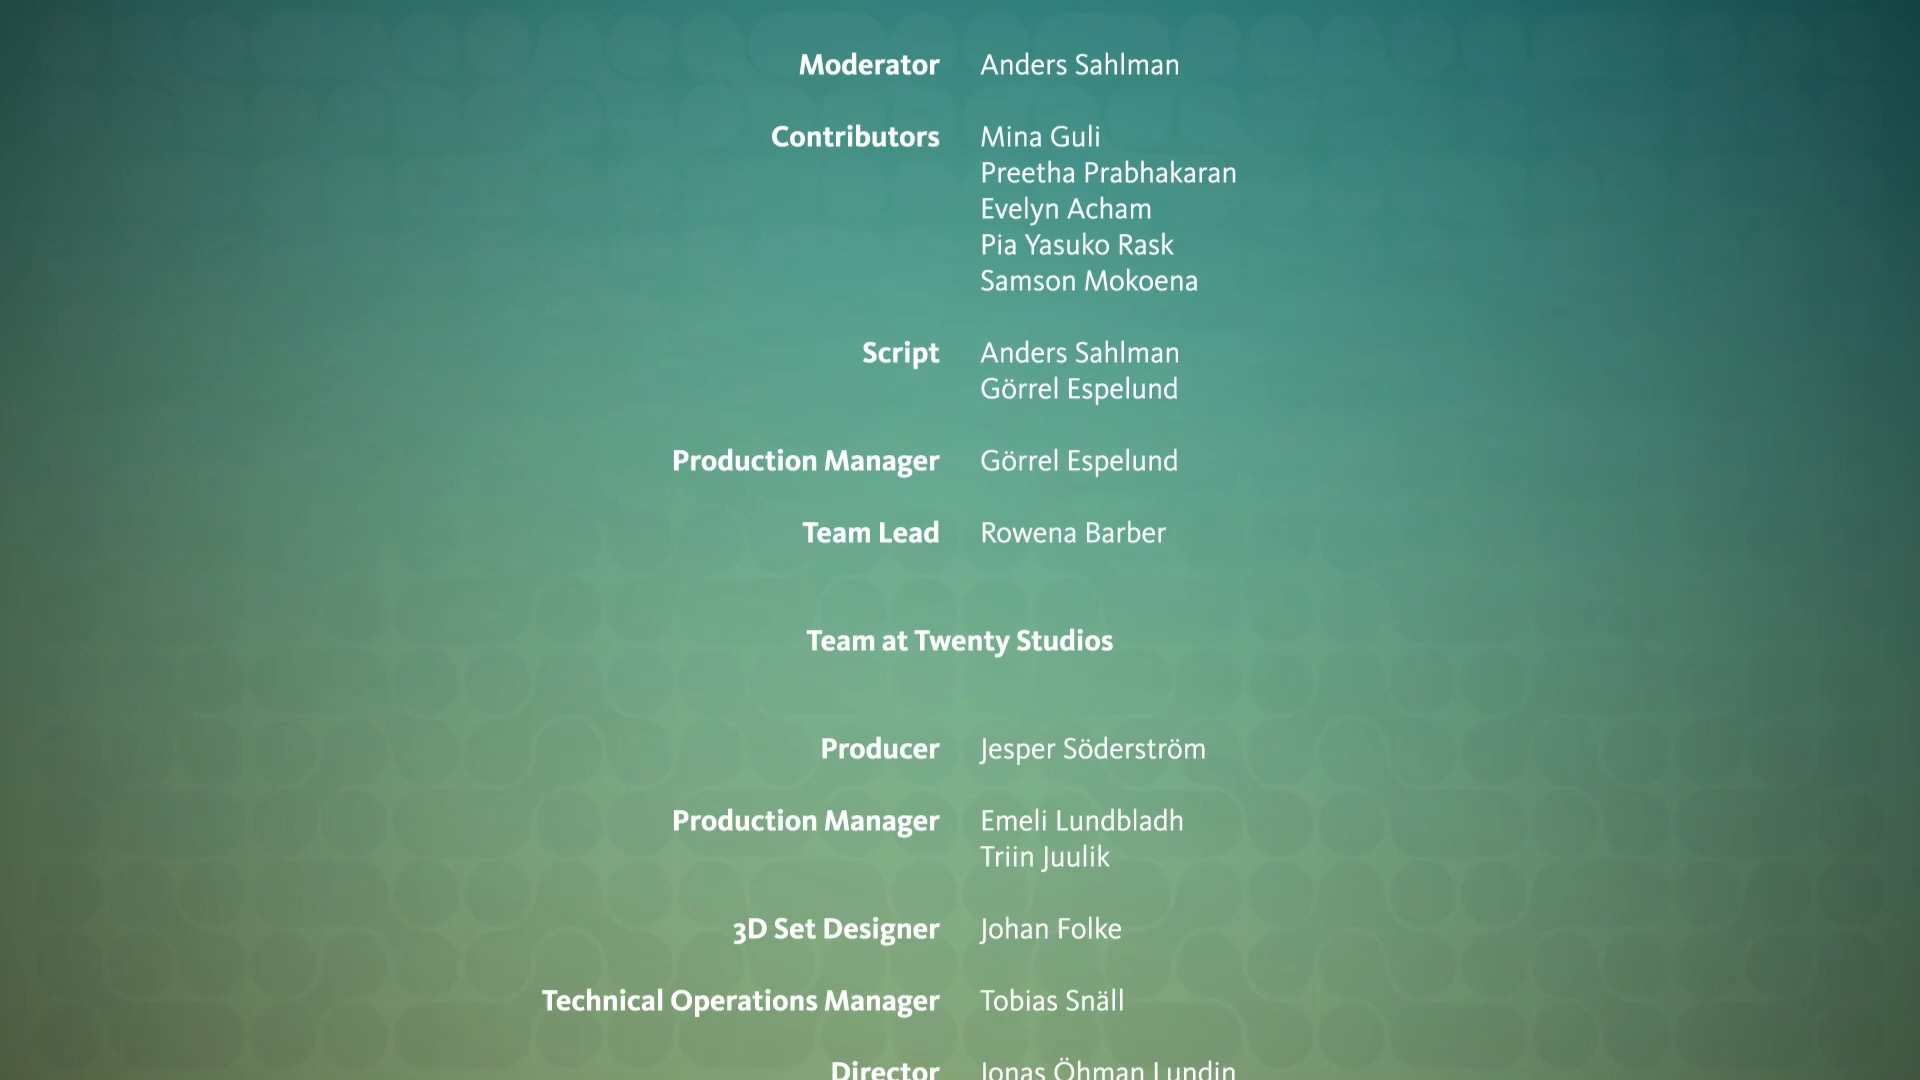 Moderator Anders Sahlman
Contributors Mina Guli
Preetha Prabhakaran
Evelyn Acham
Pia Yasuko Rask
Samson Mokoena
Script Anders Sahlman
Görrel Espelund
Production Manager Görrel Espelund
Team Lead Rowena Barber
Team at Twenty Studios
Producer Jesper Söderström
Production Manager Emeli Lundbladh
Triin Juulik
3D Set Designer Johan Folke
Technical Operations Manager Tobias Snäll
Director Jonas Öhman Lundin